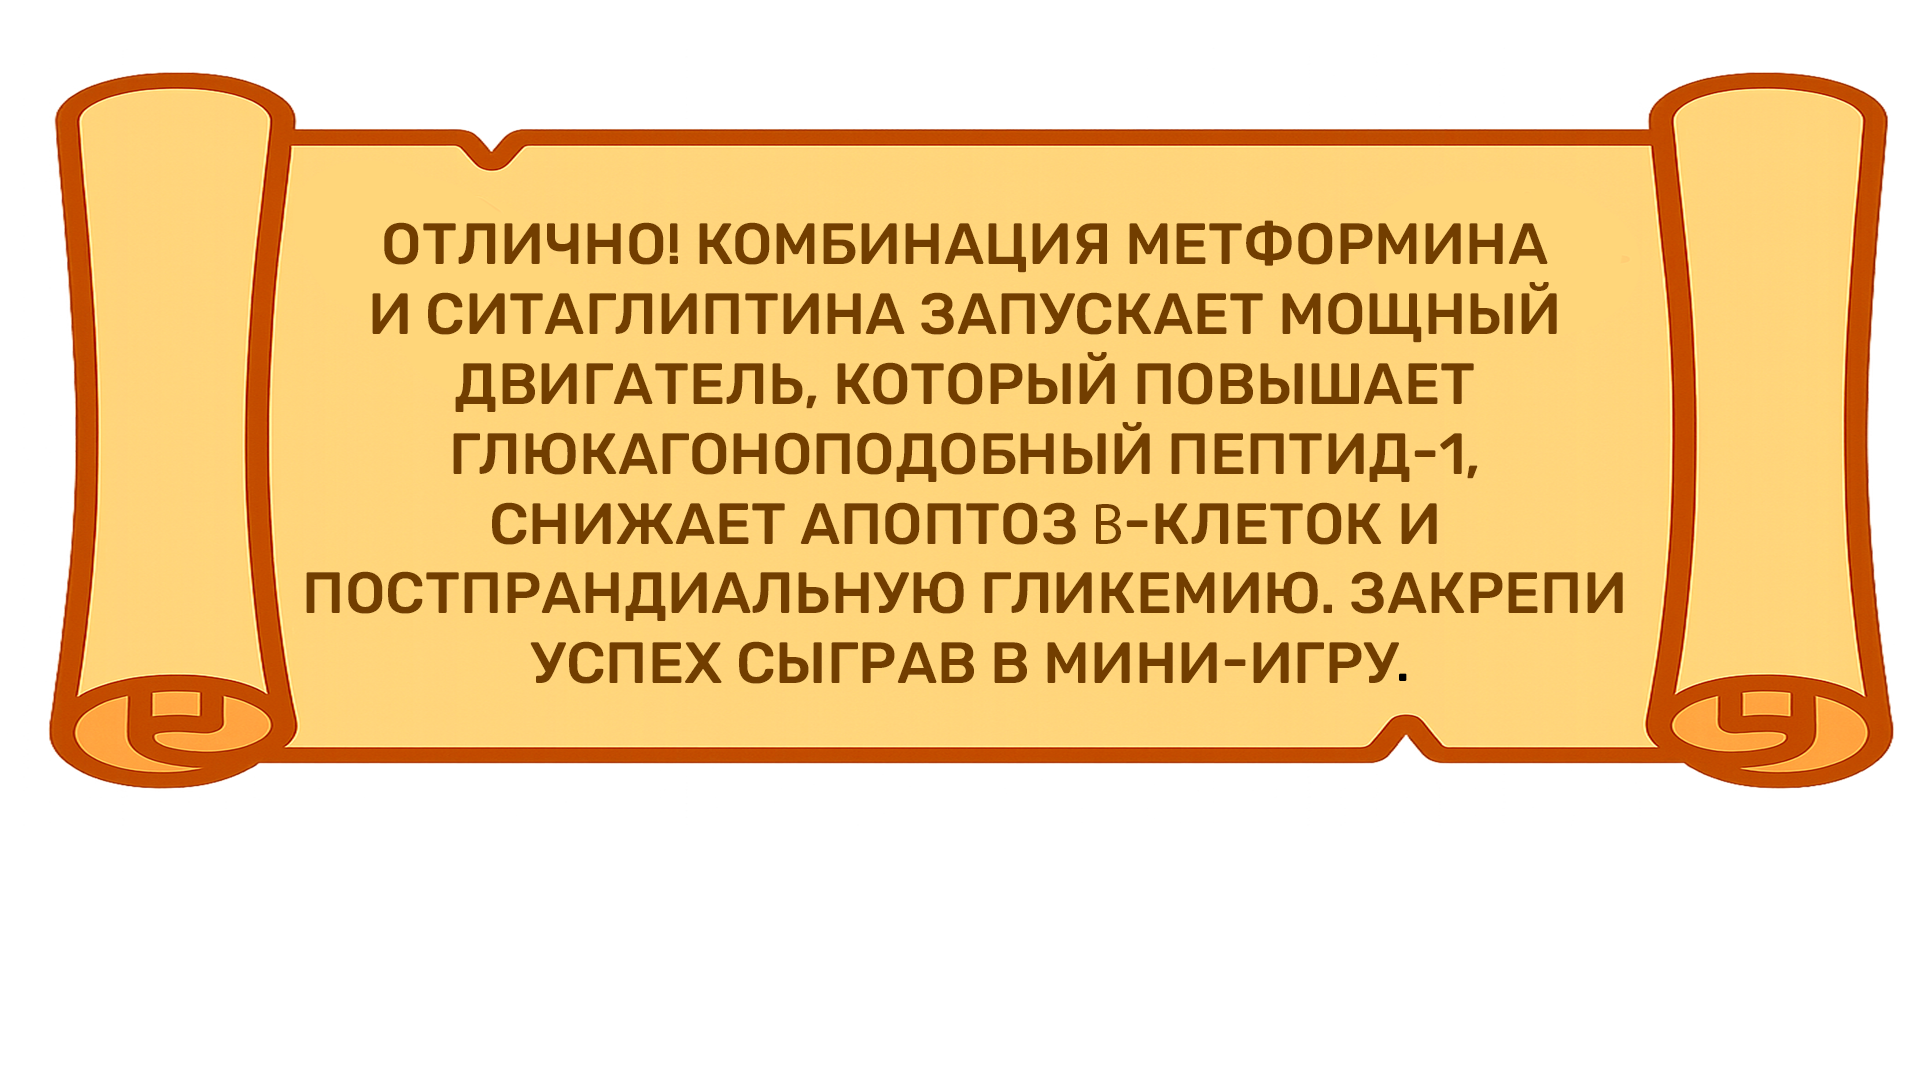 ОТЛИЧНО! КОМБИНАЦИЯ МЕТФОРМИНА
И СИТАГЛИПТИНА ЗАПУСКАЕТ МОЩНЫЙ
ДВИГАТЕЛЬ, КОТОРЫЙ ПОВЫШАЕТ
ГЛЮКАГОНОПОДОБНЫЙ ПЕПТИД-1,
СНИЖАЕТ АПОПТОЗ Β-КЛЕТОК И
ПОСТПРАНДИАЛЬНУЮ ГЛИКЕМИЮ. ЗАКРЕПИ
УСПЕХ СЫГРАВ В МИНИ-ИГРУ.